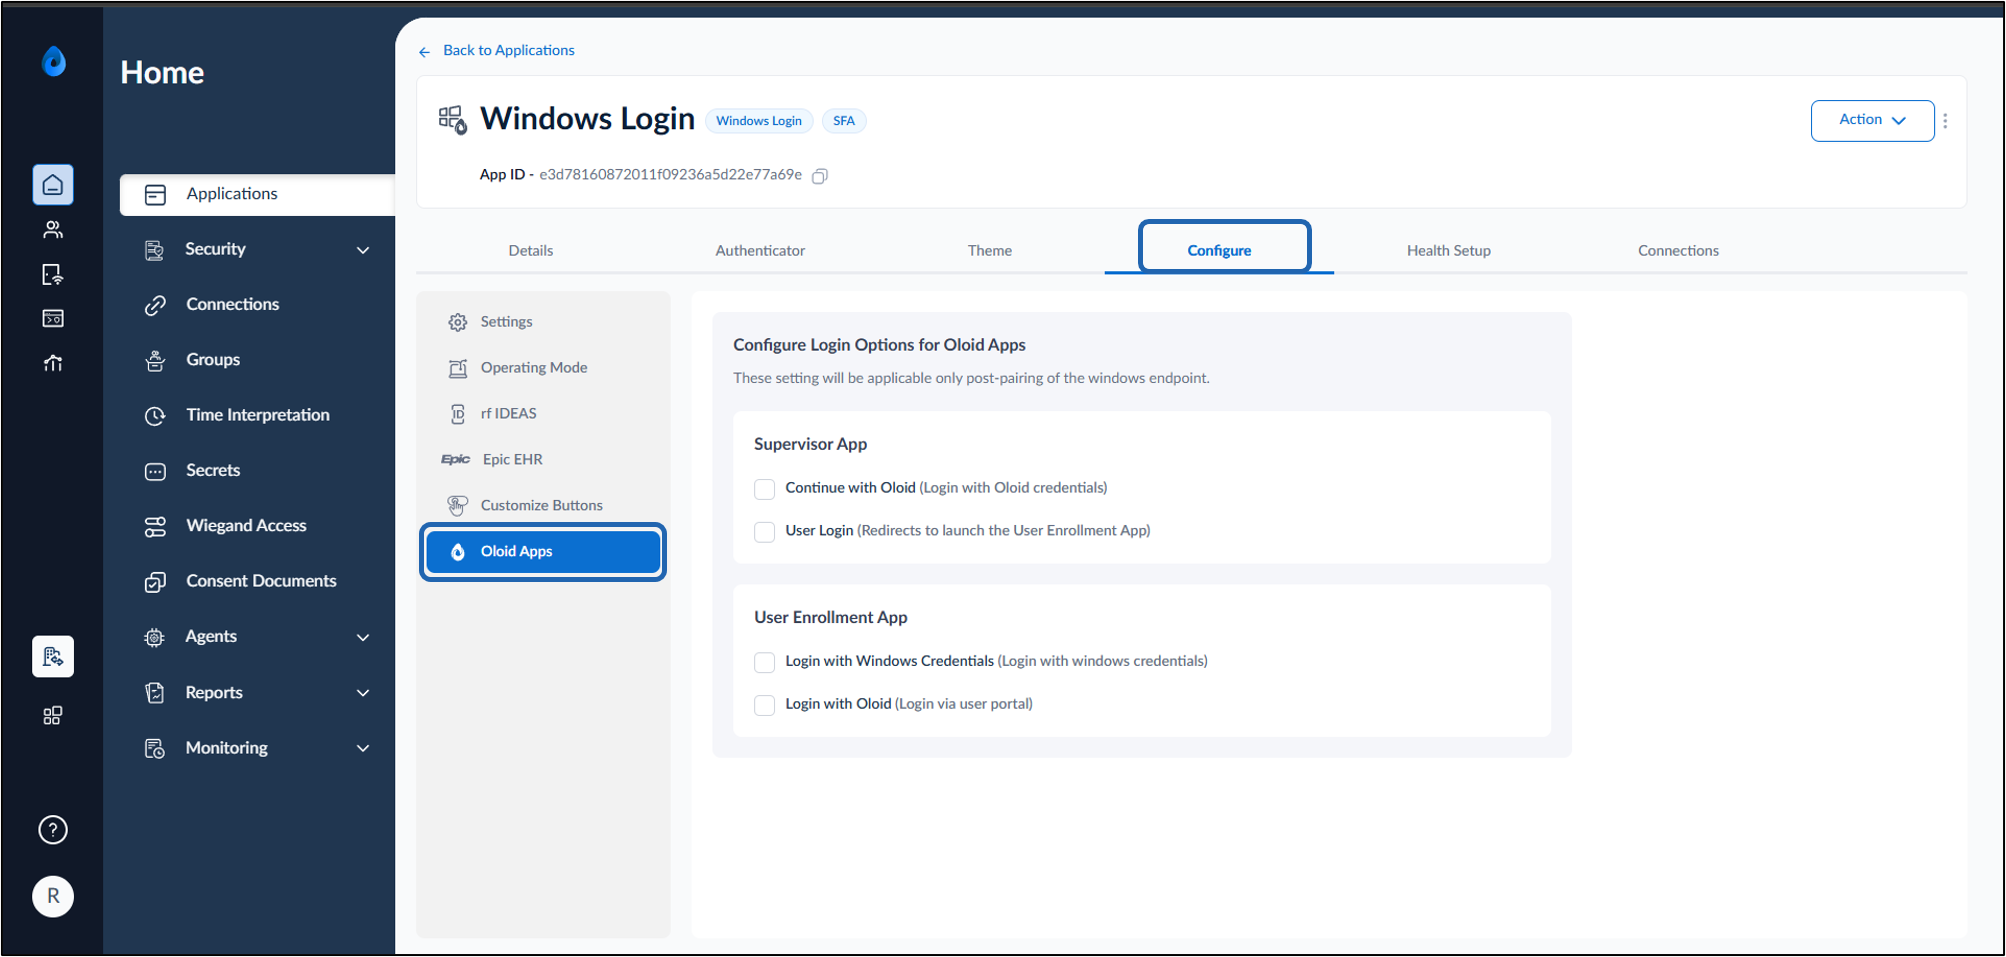 Home
Applications
Security
Connections
Groups
Time Interpretation
Secrets
Wiegand Access
Consent Documents
Agents
Reports
Monitoring
?
R
Back to Applications
Windows Login Windows Login SFA
Action
App ID - e3d78160872011f09236a5d22e77a69e
Details Authenticator Theme Configure Health Setup Connections
Settings
Operating Mode
ID rf IDEAS
Epic Epic EHR
Customize Buttons
Oloid Apps
Configure Login Options for Oloid Apps
These setting will be applicable only post-pairing of the windows endpoint.
Supervisor App
Continue with Oloid (Login with Oloid credentials)
User Login (Redirects to launch the User Enrollment App)
User Enrollment App
Login with Windows Credentials (Login with windows credentials)
Login with Oloid (Login via user portal)